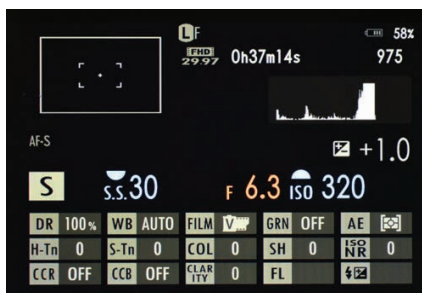 L F 58%
FHD 29.97 0h37m14s 975
AF-S
+1.0
S S.S.30 F 6.3 ISO 320
DR 100% WB AUTO FILM V GRN OFF AE
H-Tn 0 S-Tn 0 COL 0 SH 0 ISO NR 0
CCR OFF CCB OFF CLARITY 0 FL